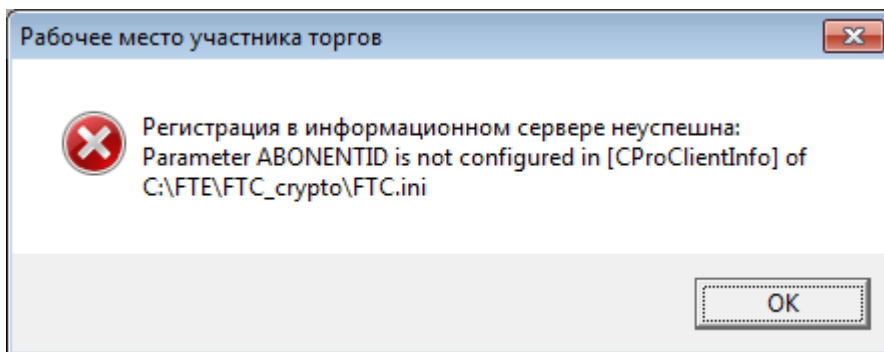 Рабочее место участника торгов
Регистрация в информационном сервере неуспешна:
Parameter ABONENTID is not configured in [CProClientInfo] of
C:\FTE\FTC_crypto\FTC.ini
OK